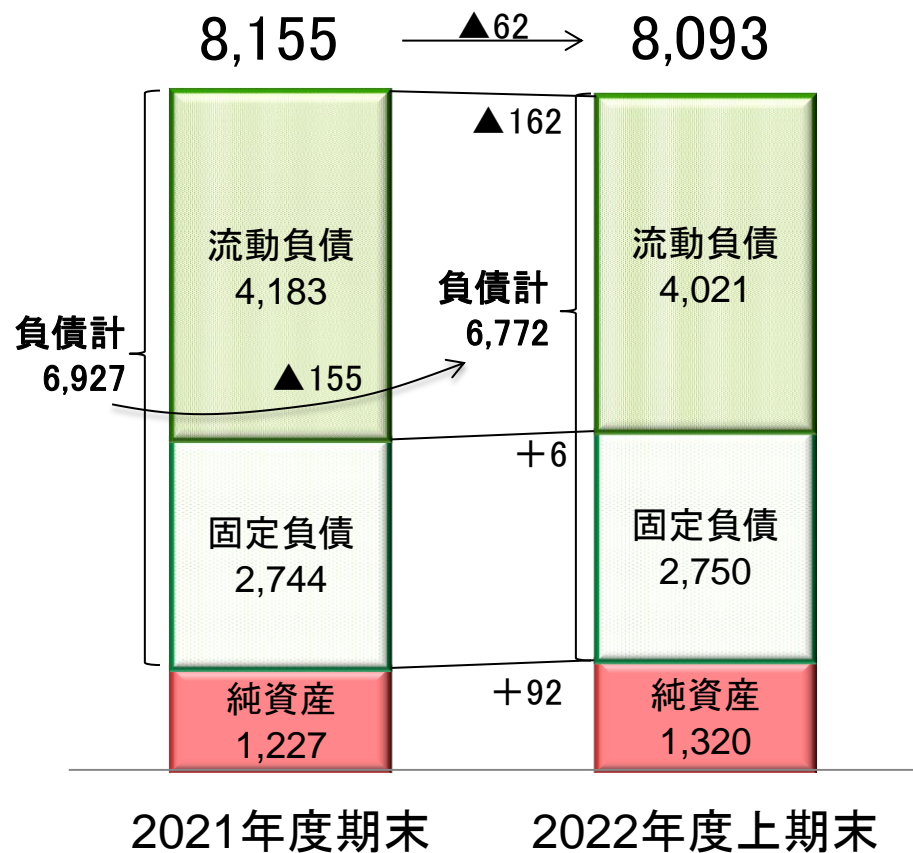 8,155
▲62
8,093
▲162
流動負債
4,183
流動負債
4,021
負債計
6,927
負債計
6,772
▲155
＋6
固定負債
2,744
固定負債
2,750
＋92
純資産
1,227
純資産
1,320
2021年度期末
2022年度上期末